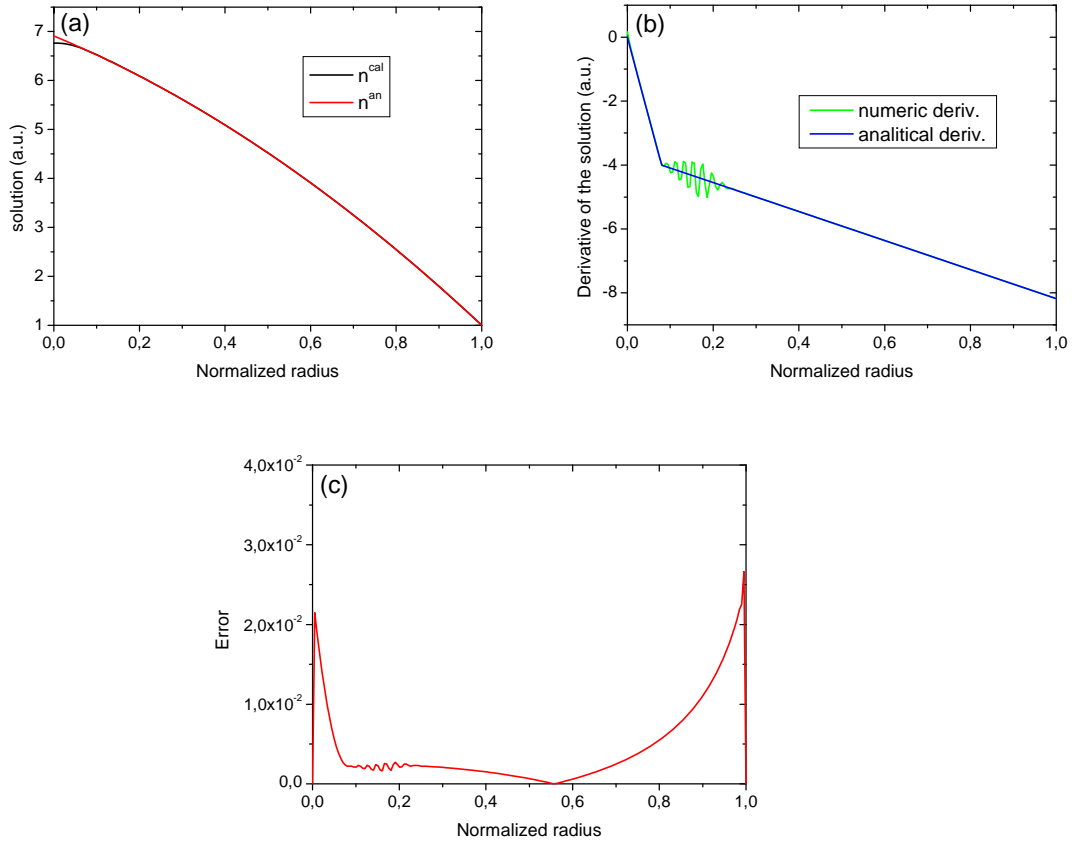 (a)
7
6
5
4
3
2
1
solution (a.u.)
n^cal
n^an
0,0 0,2 0,4 0,6 0,8 1,0
Normalized radius
(b)
0
-2
-4
-6
-8
Derivative of the solution (a.u.)
numeric deriv.
analitical deriv.
0,0 0,2 0,4 0,6 0,8 1,0
Normalized radius
(c)
4,0x10^-2
3,0x10^-2
2,0x10^-2
1,0x10^-2
0,0
Error
0,0 0,2 0,4 0,6 0,8 1,0
Normalized radius